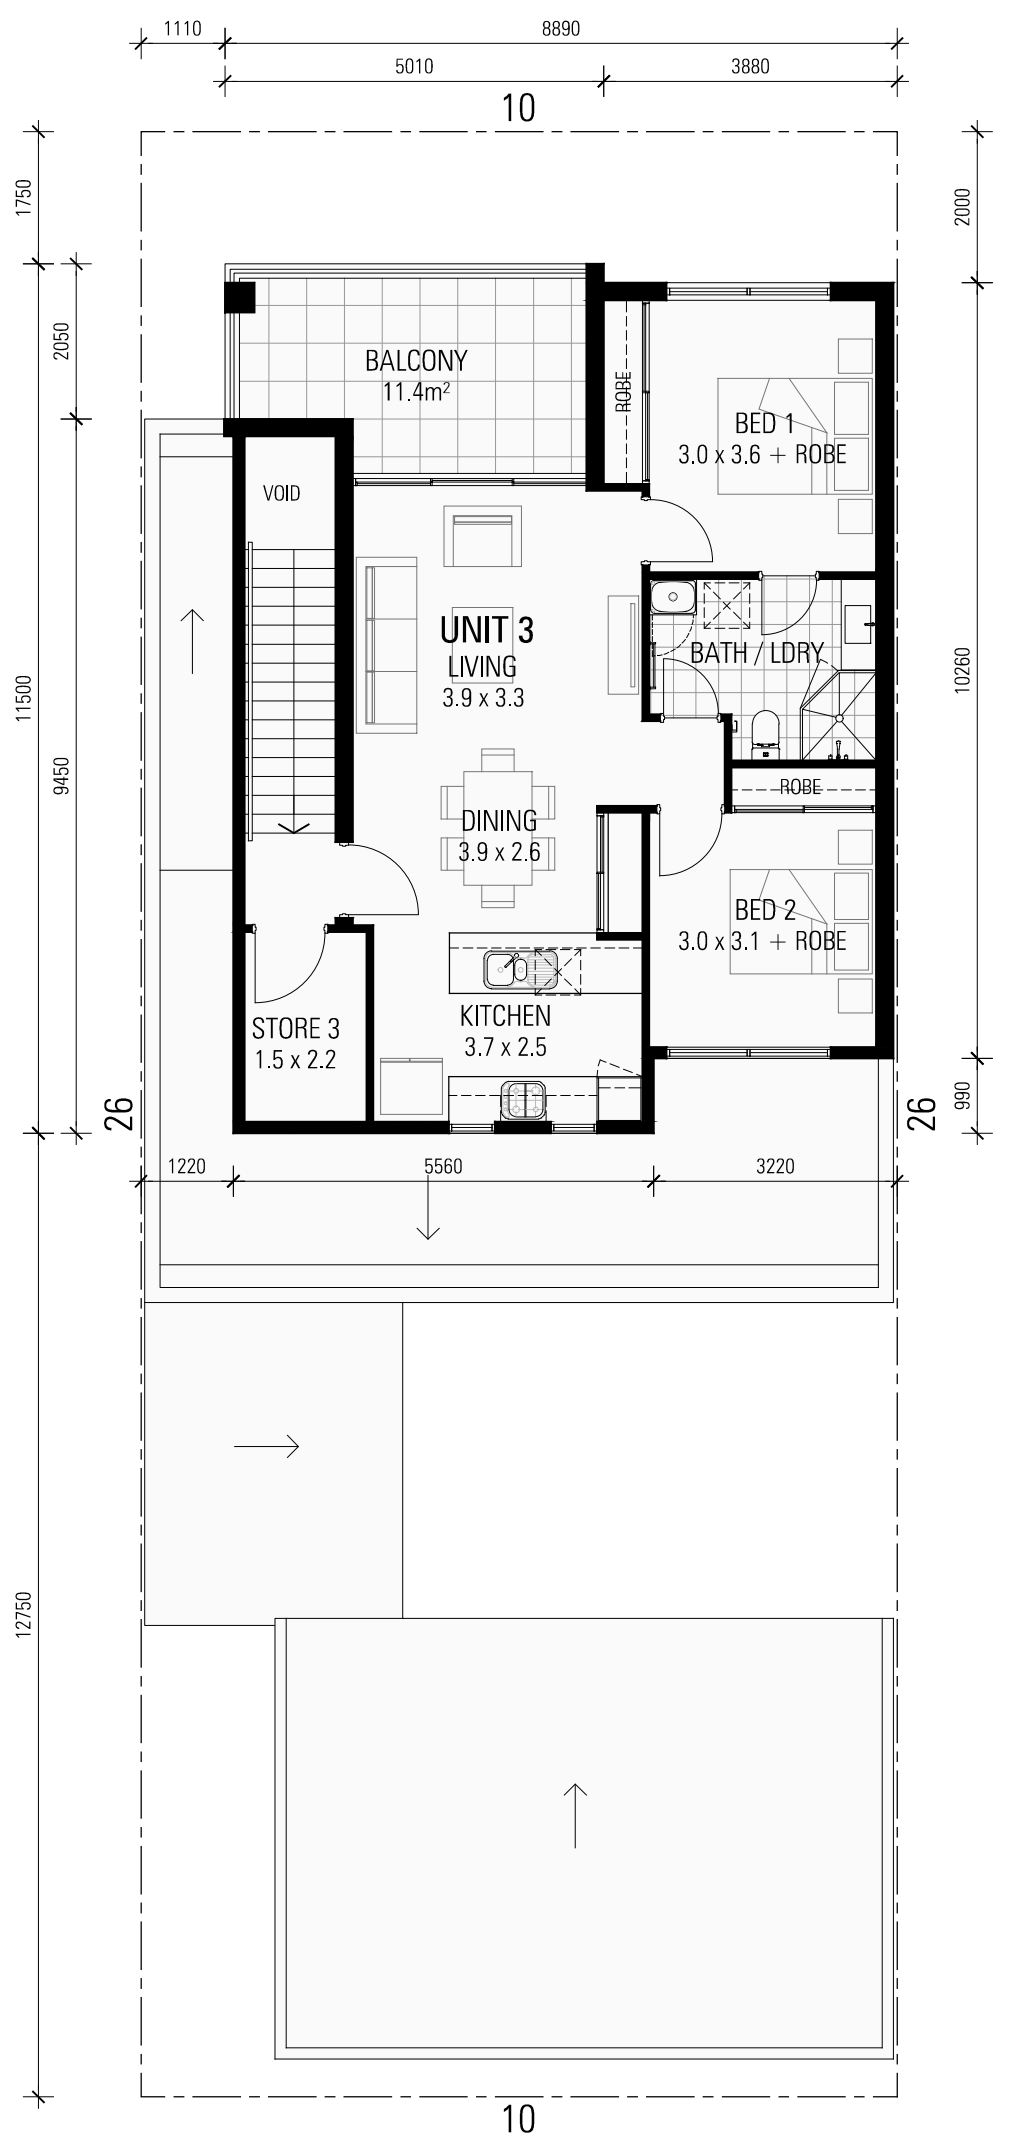 1110
8890
5010
3880
10
1750
2000
2050
BALCONY
11.4m²
ROBE
BED 1
3.0 x 3.6 + ROBE
VOID
UNIT 3
LIVING
3.9 x 3.3
BATH / LDRY
11500
10260
9450
ROBE
DINING
3.9 x 2.6
BED 2
3.0 x 3.1 + ROBE
STORE 3
1.5 x 2.2
KITCHEN
3.7 x 2.5
26
26
990
1220
5560
3220
12750
10